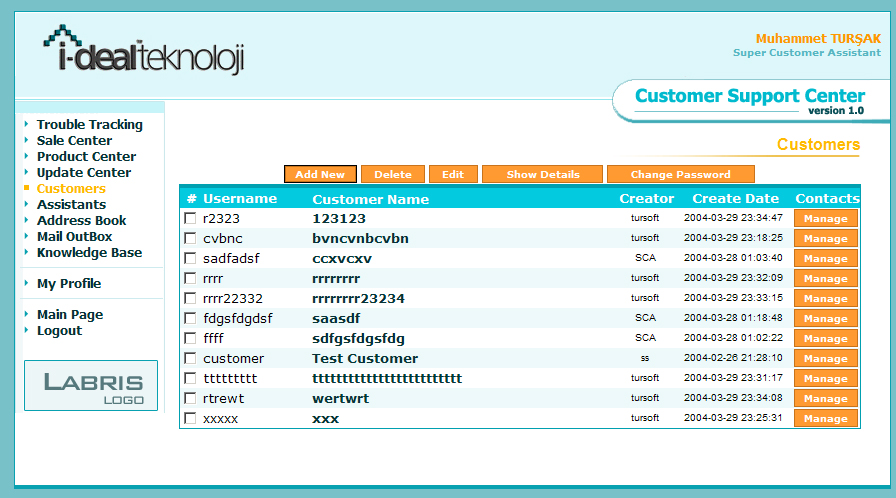 i-dealteknoloji
Muhammet TURŞAK
Super Customer Assistant
Customer Support Center
version 1.0
Trouble Tracking
Sale Center
Product Center
Update Center
Customers
Assistants
Address Book
Mail OutBox
Knowledge Base
My Profile
Main Page
Logout
LABRIS
LOGO
Customers
Add New Delete Edit Show Details Change Password
# Username Customer Name Creator Create Date Contacts
r2323 123123 tursoft 2004-03-29 23:34:47 Manage
cvbnc bvncvnbcvbn tursoft 2004-03-29 23:18:25 Manage
sadfadsf ccxvcxv SCA 2004-03-28 01:03:40 Manage
rrrr rrrrrrrr tursoft 2004-03-29 23:32:09 Manage
rrrr22332 rrrrrrrr23234 tursoft 2004-03-29 23:33:15 Manage
fdgsfdgdsf saasdf SCA 2004-03-28 01:18:48 Manage
ffff sdfgsfdgsfdg SCA 2004-03-28 01:02:22 Manage
customer Test Customer ss 2004-02-26 21:28:10 Manage
ttttttttt ttttttttttttttttttttttttt tursoft 2004-03-29 23:31:17 Manage
rtrewt wertwrt tursoft 2004-03-29 23:34:08 Manage
xxxxx xxx tursoft 2004-03-29 23:25:31 Manage